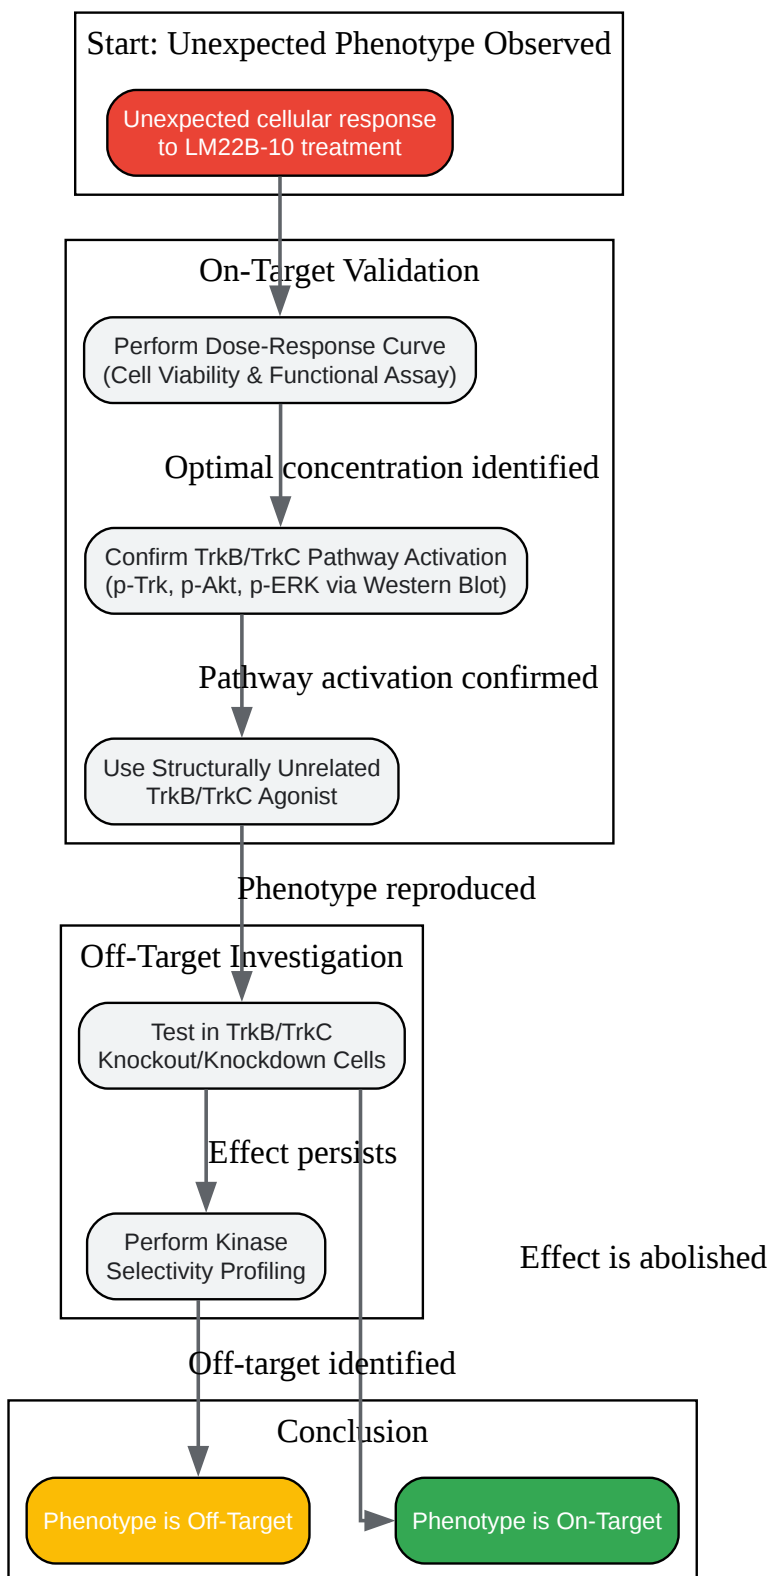 Start: Unexpected Phenotype Observed
Unexpected cellular response
to LM22B-10 treatment
On-Target Validation
Perform Dose-Response Curve
(Cell Viability & Functional Assay)
Optimal concentration identified
Confirm TrkB/TrkC Pathway Activation
(p-Trk, p-Akt, p-ERK via Western Blot)
Pathway activation confirmed
Use Structurally Unrelated
TrkB/TrkC Agonist
Phenotype reproduced
Off-Target Investigation
Test in TrkB/TrkC
Knockout/Knockdown Cells
Effect persists
Perform Kinase
Selectivity Profiling
Effect is abolished
Off-target identified
Conclusion
Phenotype is Off-Target
Phenotype is On-Target